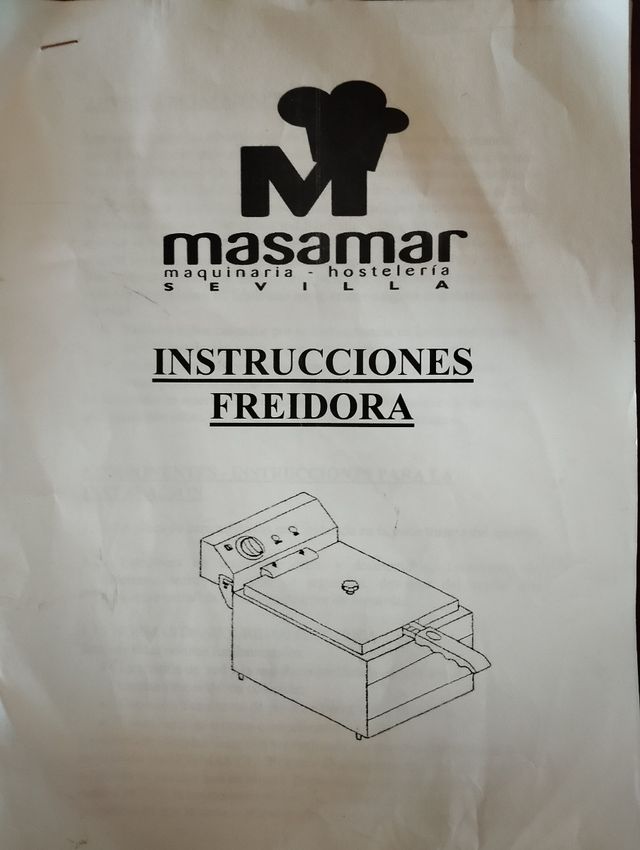 M
masamar
maquinaria - hostelería
SEVILLA
INSTRUCCIONES
FREIDORA